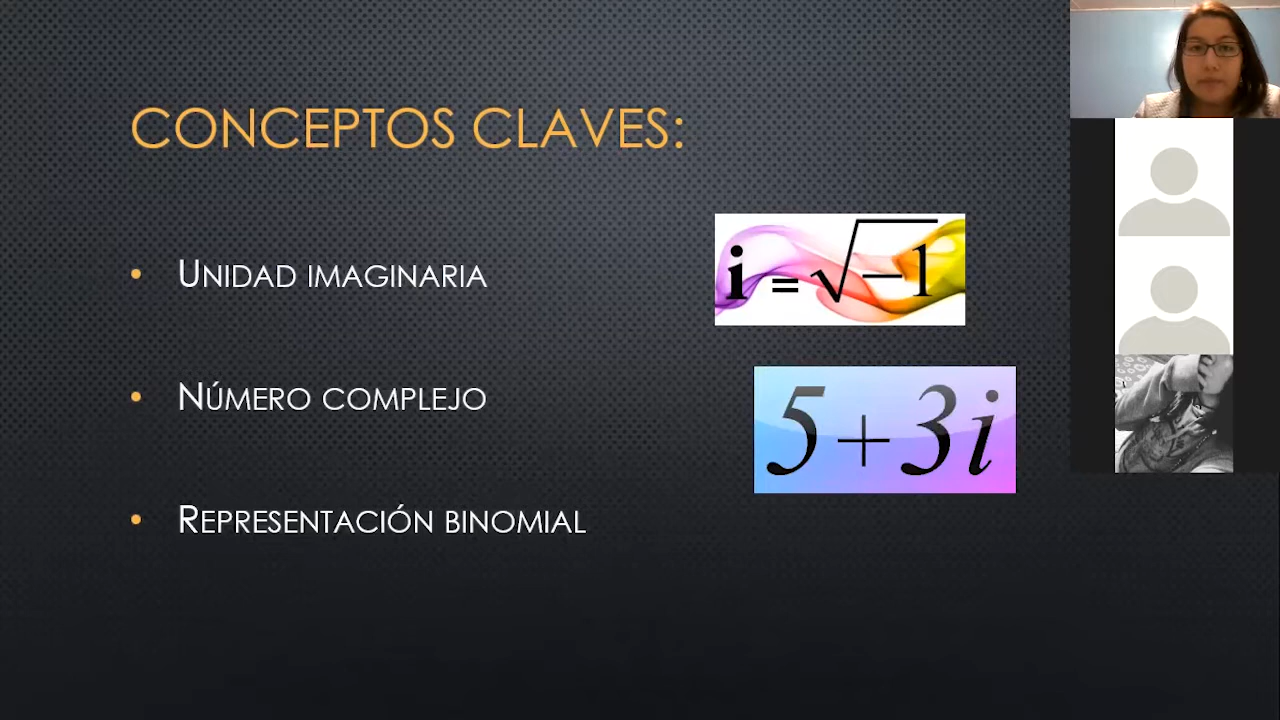 CONCEPTOS CLAVES:
• UNIDAD IMAGINARIA
i = √−1
• NÚMERO COMPLEJO
5+3i
• REPRESENTACIÓN BINOMIAL